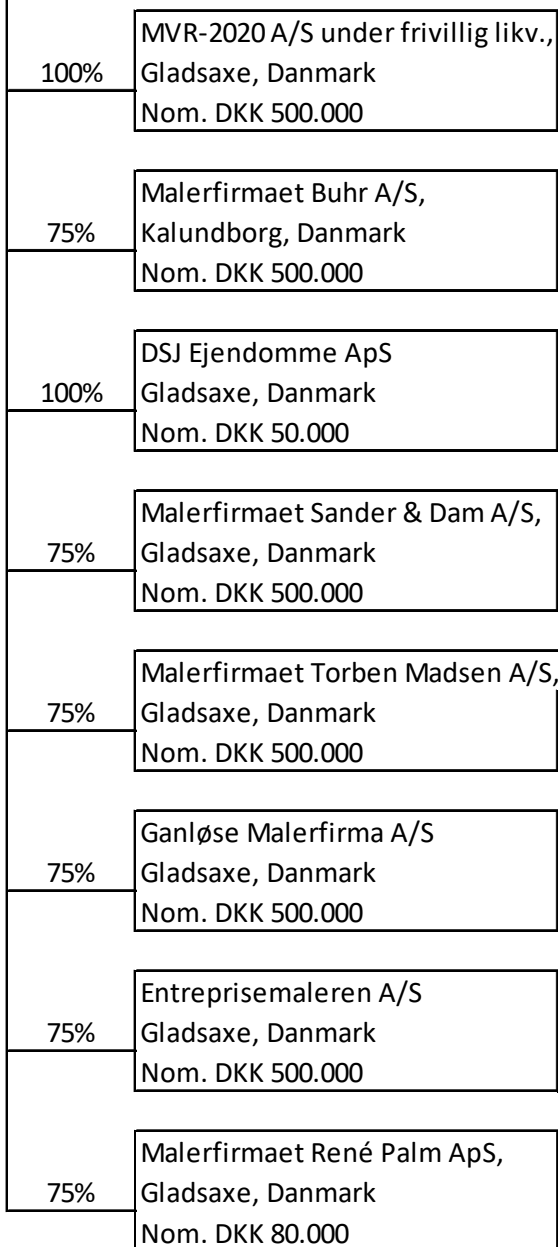 MVR-2020 A/S under frivillig likv.,
100% Gladsaxe, Danmark
Nom. DKK 500.000
Malerfirmaet Buhr A/S,
75% Kalundborg, Danmark
Nom. DKK 500.000
DSJ Ejendomme ApS
100% Gladsaxe, Danmark
Nom. DKK 50.000
Malerfirmaet Sander & Dam A/S,
75% Gladsaxe, Danmark
Nom. DKK 500.000
Malerfirmaet Torben Madsen A/S,
75% Gladsaxe, Danmark
Nom. DKK 500.000
Ganløse Malerfirma A/S
75% Gladsaxe, Danmark
Nom. DKK 500.000
Entreprisemaleren A/S
75% Gladsaxe, Danmark
Nom. DKK 500.000
Malerfirmaet René Palm ApS,
75% Gladsaxe, Danmark
Nom. DKK 80.000